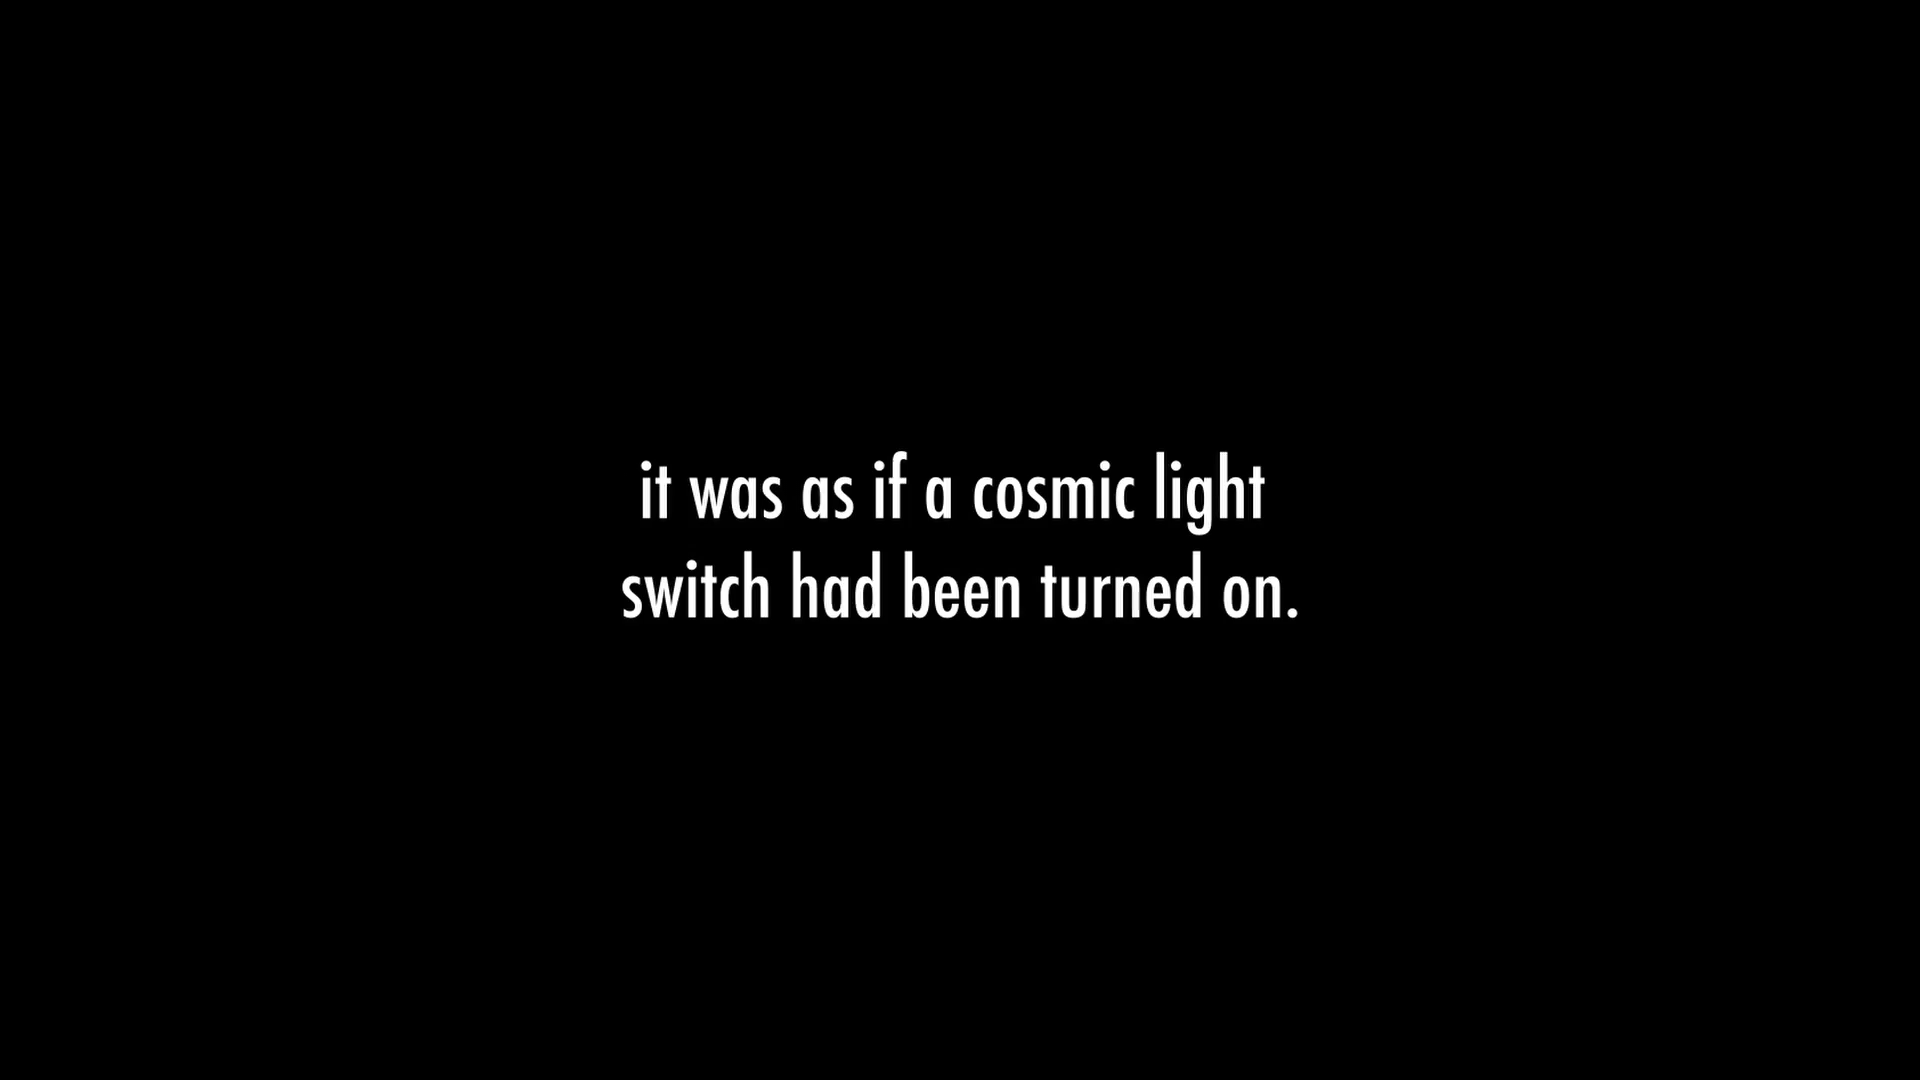 it was as if a cosmic light
switch had been turned on.